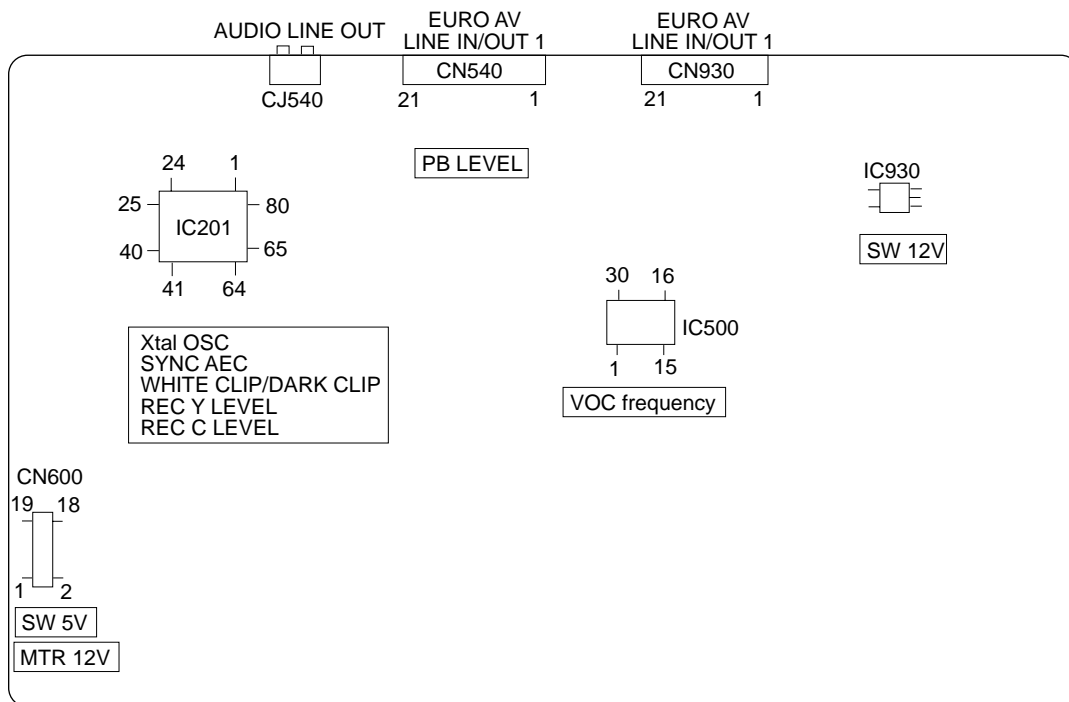 AUDIO LINE OUT
EURO AV
LINE IN/OUT 1
EURO AV
LINE IN/OUT 1
CN540
CN930
CJ540
21 1
21 1
PB LEVEL
24 1
25 80
IC201
40 65
41 64
IC930
SW 12V
30 16
IC500
1 15
VOC frequency
Xtal OSC
SYNC AEC
WHITE CLIP/DARK CLIP
REC Y LEVEL
REC C LEVEL
CN600
19 18
1 2
SW 5V
MTR 12V